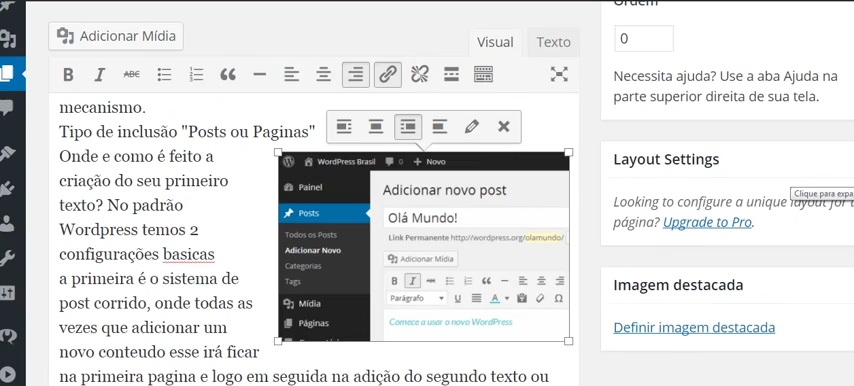 Ordem
Adicionar Mídia
Visual
Texto
0
B I ABC
Necessita ajuda? Use a aba Ajuda na
parte superior direita de sua tela.
mecanismo.
Tipo de inclusão "Posts ou Paginas"
Onde e como é feito a
criação do seu primeiro
texto? No padrão
Wordpress temos 2
configurações basicas
a primeira é o sistema de
post corrido, onde todas as
vezes que adicionar um
novo conteudo esse irá ficar
na primeira pagina e logo em seguida na adição do segundo texto ou
WordPress Brasil 0 + Novo
Painel
Posts
Todos os Posts
Adicionar Novo
Categorias
Tags
Mídia
Páginas
Adicionar novo post
Olá Mundo!
Link Permanente http://wordpress.org/olamundo/
Adicionar Mídia
B I ABC
Parágrafo
U A Ω
Comece a usar o novo WordPress
Layout Settings
Clique para expa
Looking to configure a unique layout for
página? Upgrade to Pro.
Imagem destacada
Definir imagem destacada